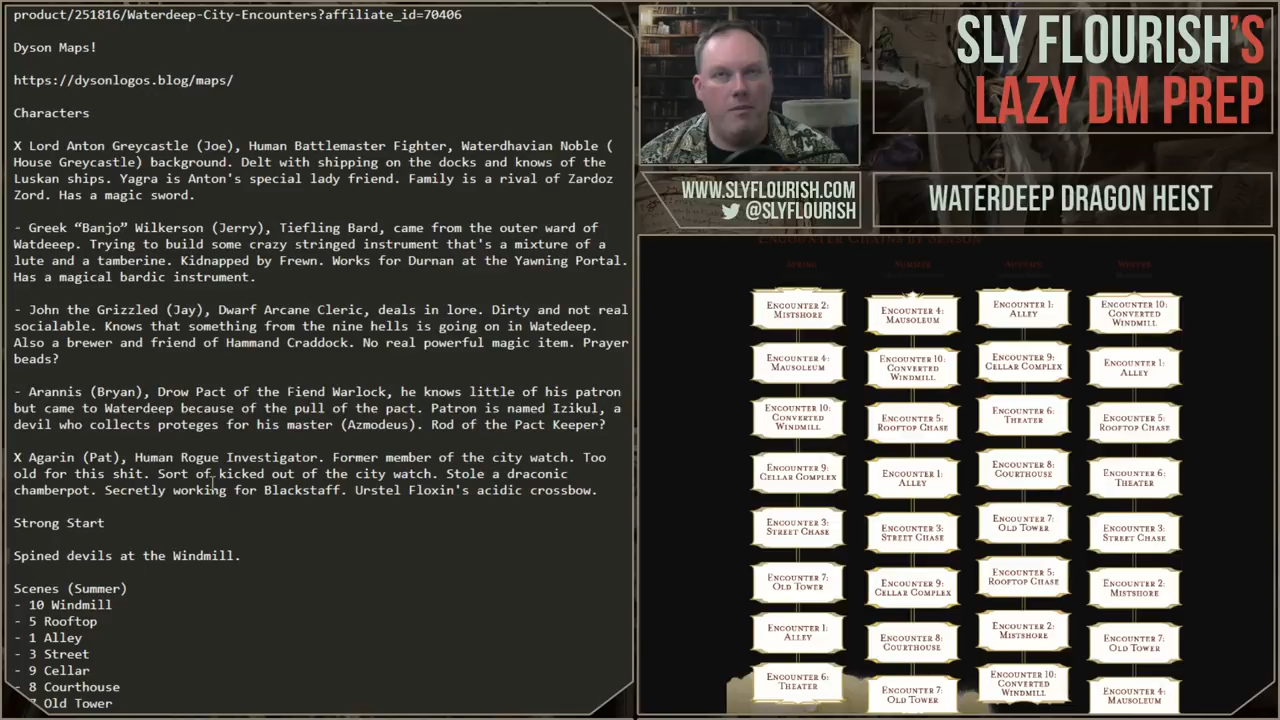 product/251816/Waterdeep-City-Encounters?affiliate_id=70406
Dyson Maps!
https://dysonlogos.blog/maps/
Characters
X Lord Anton Greycastle (Joe), Human Battlemaster Fighter, Waterdhavian Noble (
House Greycastle) background. Delt with shipping on the docks and knows of the
Luskan ships. Yagra is Anton's special lady friend. Family is a rival of Zardoz
Zord. Has a magic sword.
- Greek “Banjo” Wilkerson (Jerry), Tiefling Bard, came from the outer ward of
Watdeeep. Trying to build some crazy stringed instrument that's a mixture of a
lute and a tamberine. Kidnapped by Frewn. Works for Durnan at the Yawning Portal.
Has a magical bardic instrument.
- John the Grizzled (Jay), Dwarf Arcane Cleric, deals in lore. Dirty and not real
socialable. Knows that something from the nine hells is going on in Watedeep.
Also a brewer and friend of Hammand Craddock. No real powerful magic item. Prayer
beads?
- Arannis (Bryan), Drow Part of the Fiend Warlock, he knows little of his patron
but came to Waterdeep because of the pull of the pact. Patron is named Izikul, a
devil who collects proteges for his master (Azmodeus). Rod of the Pact Keeper?
X Agarin (Pat), Human Rogue Investigator. Former member of the city watch. Too
old for this shit. Sort of kicked out of the city watch. Stole a draconic
chamberpot. Secretly working for Blackstaff. Urstel Floxin's acidic crossbow.
Strong Start
Spined devils at the Windmill.
Scenes (Summer)
- 10 Windmill
- 5 Rooftop
- 1 Alley
- 3 Street
- 9 Cellar
- 8 Courthouse
- 7 Old Tower
SLY FLOURISH'S
LAZY DM PREP
WWW.SLYFLOURISH.COM
@SLYFLOURISH
WATERDEEP DRAGON HEIST
ENCOUNTER CHAINS BY SEASON
SPRING
SUMMER
AUTUMN
WINTER
ENCOUNTER 2:
MISTSHORE
ENCOUNTER 4:
MAUSOLEUM
ENCOUNTER 10:
CONVERTED
WINDMILL
ENCOUNTER 9:
CELLAR COMPLEX
ENCOUNTER 3:
STREET CHASE
ENCOUNTER 7:
OLD TOWER
ENCOUNTER 1:
ALLEY
ENCOUNTER 6:
THEATER
ENCOUNTER 4:
MAUSOLEUM
ENCOUNTER 10:
CONVERTED
WINDMILL
ENCOUNTER 5:
ROOFTOP CHASE
ENCOUNTER 1:
ALLEY
ENCOUNTER 3:
STREET CHASE
ENCOUNTER 9:
CELLAR COMPLEX
ENCOUNTER 8:
COURTHOUSE
ENCOUNTER 7:
OLD TOWER
ENCOUNTER 1:
ALLEY
ENCOUNTER 9:
CELLAR COMPLEX
ENCOUNTER 6:
THEATER
ENCOUNTER 8:
COURTHOUSE
ENCOUNTER 7:
OLD TOWER
ENCOUNTER 5:
ROOFTOP CHASE
ENCOUNTER 2:
MISTSHORE
ENCOUNTER 10:
CONVERTED
WINDMILL
ENCOUNTER 10:
CONVERTED
WINDMILL
ENCOUNTER 1:
ALLEY
ENCOUNTER 5:
ROOFTOP CHASE
ENCOUNTER 6:
THEATER
ENCOUNTER 3:
STREET CHASE
ENCOUNTER 2:
MISTSHORE
ENCOUNTER 7:
OLD TOWER
ENCOUNTER 4:
MAUSOLEUM